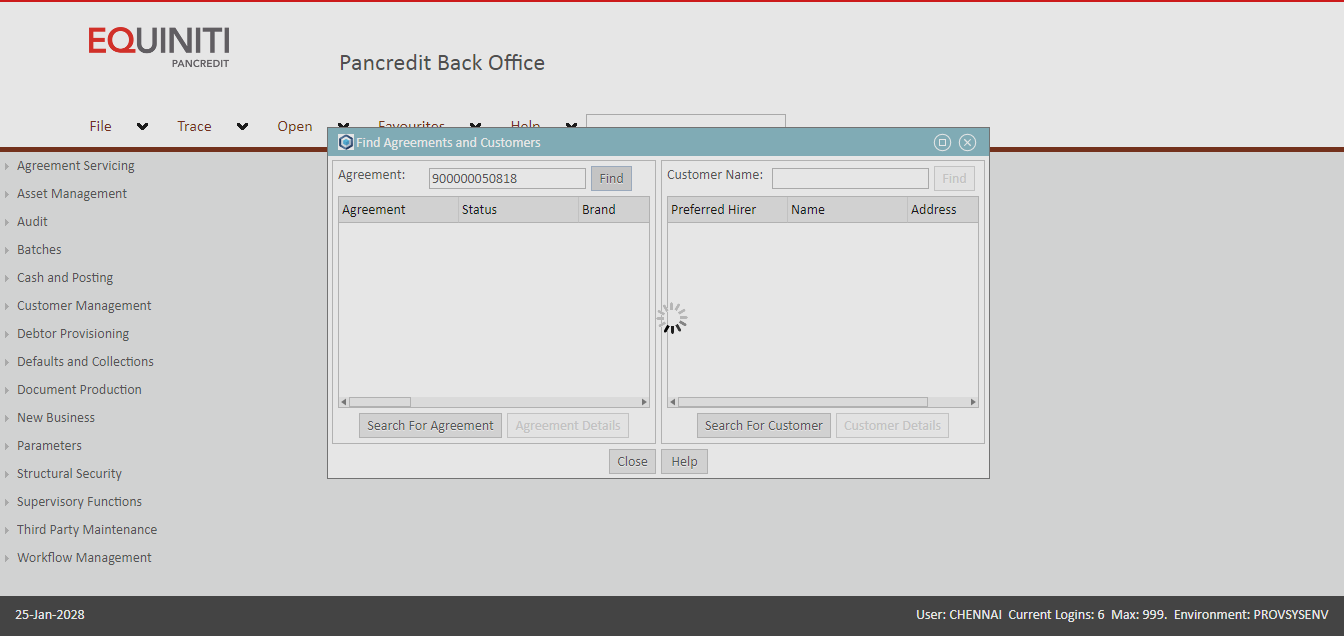 EQUINITI
PANCREDIT
Pancredit Back Office
File Trace Open Favourites Help
Find Agreements and Customers
Agreement: 900000050818 Find
Customer Name: Find
Agreement Status Brand
Preferred Hirer Name Address
Search For Agreement Agreement Details
Search For Customer Customer Details
Close Help
Agreement Servicing
Asset Management
Audit
Batches
Cash and Posting
Customer Management
Debtor Provisioning
Defaults and Collections
Document Production
New Business
Parameters
Structural Security
Supervisory Functions
Third Party Maintenance
Workflow Management
25-Jan-2028
User: CHENNAI Current Logins: 6 Max: 999. Environment: PROVSYSENV